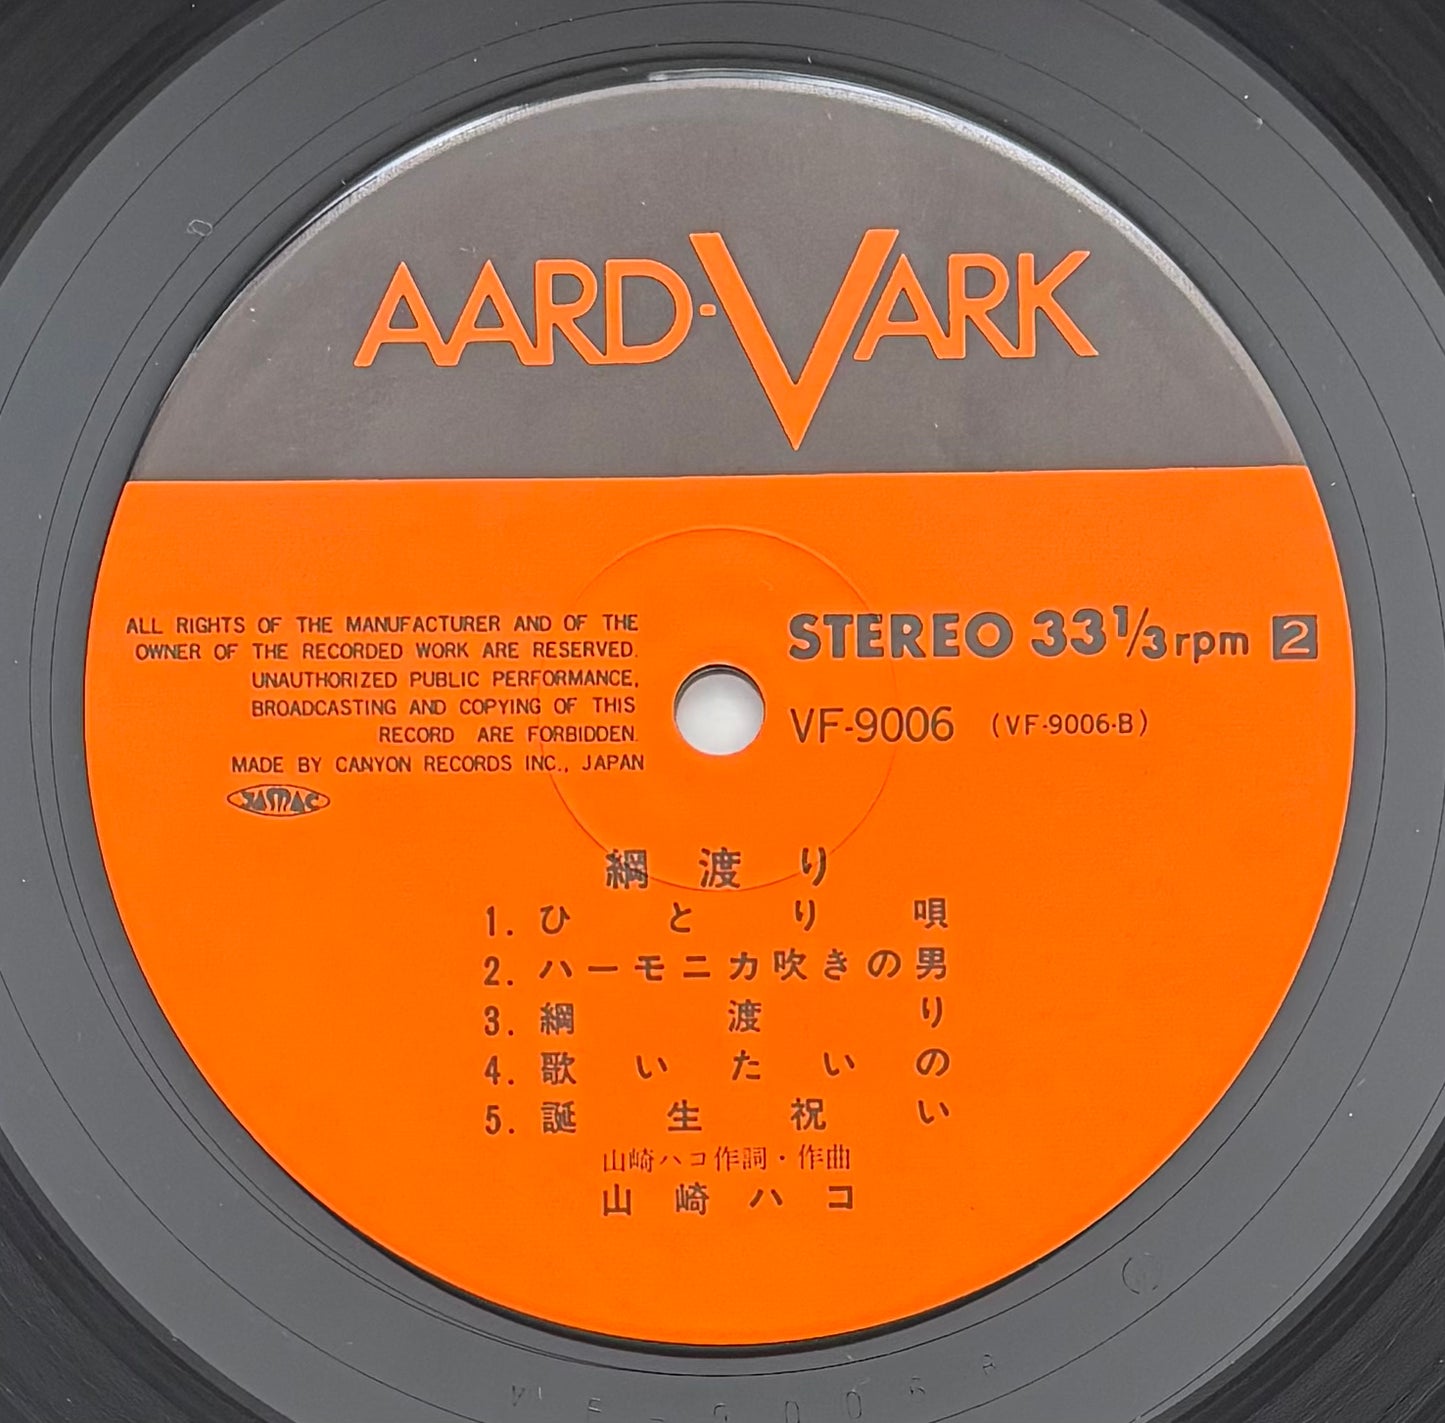 AARD-VARK
ALL RIGHTS OF THE MANUFACTURER AND OF THE
OWNER OF THE RECORDED WORK ARE RESERVED.
UNAUTHORIZED PUBLIC PERFORMANCE,
BROADCASTING AND COPYING OF THIS
RECORD ARE FORBIDDEN.
MADE BY CANYON RECORDS INC., JAPAN
JASRAC
STEREO 33 1/3 rpm 2
VF-9006 (VF-9006-B)
綱渡り
1. ひとり唄
2. ハーモニカ吹きの男
3. 綱渡り
4. 歌いたいの
5. 誕生祝い
山崎ハコ作詞・作曲
山崎ハコ